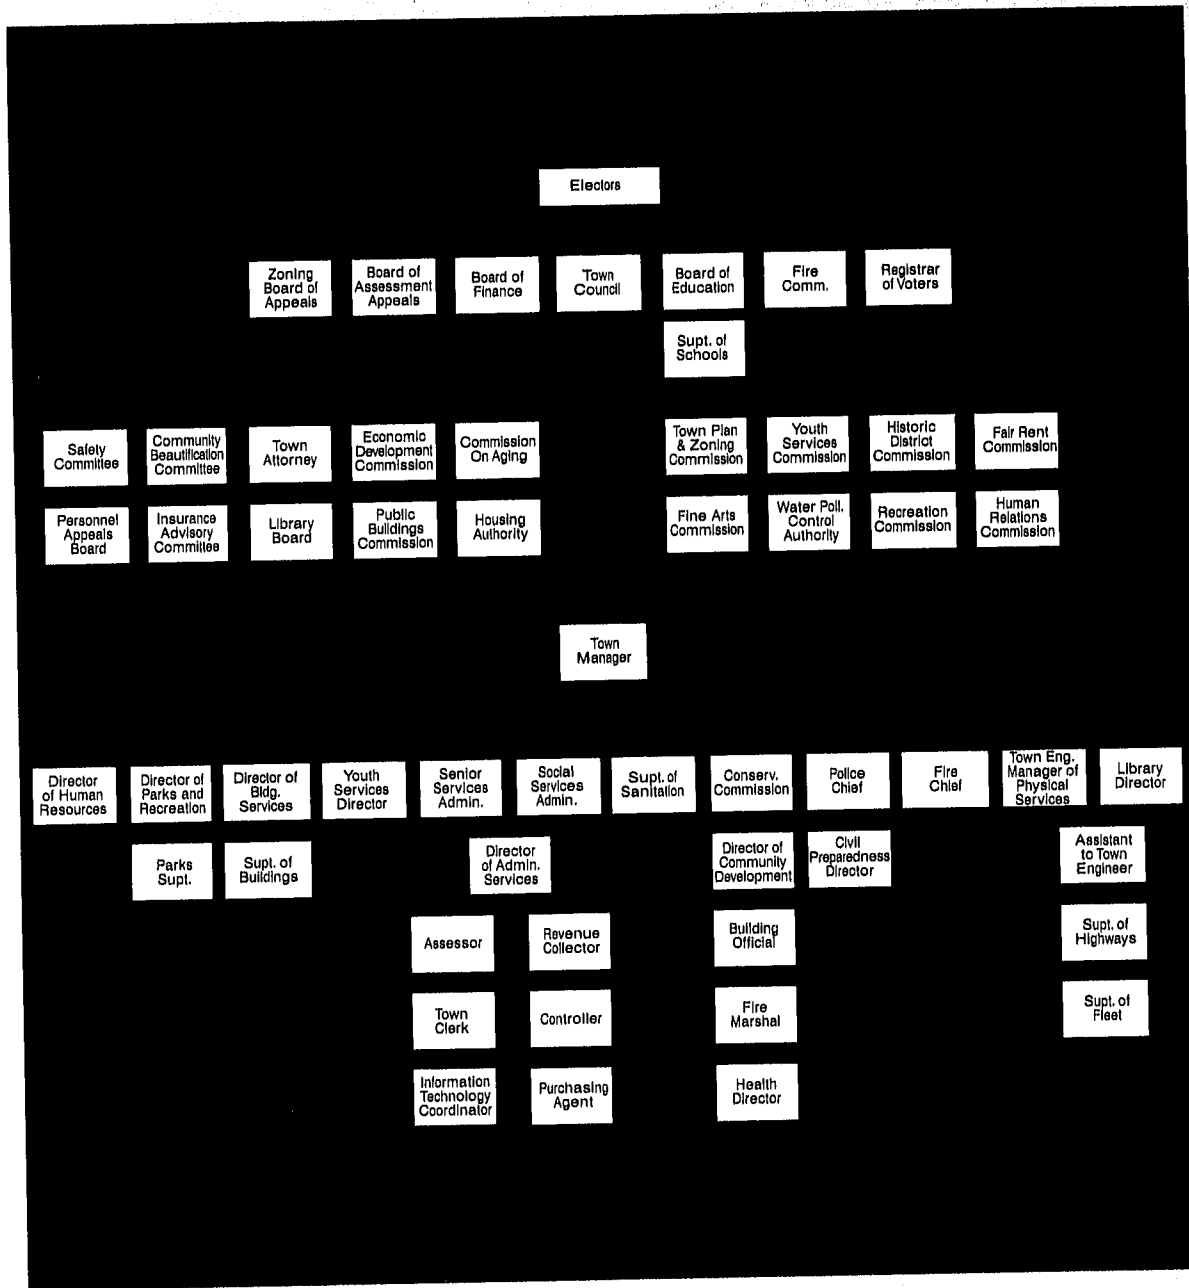 Electors
Zoning
Board of
Appeals
Board of
Assessment
Appeals
Board of
Finance
Town
Council
Board of
Education
Fire
Comm.
Registrar
of Voters
Supt. of
Schools
Safety
Committee
Community
Beautification
Committee
Town
Attorney
Economic
Development
Commission
Commission
On Aging
Town Plan
& Zoning
Commission
Youth
Services
Commission
Historic
District
Commission
Fair Rent
Commission
Personnel
Appeals
Board
Insurance
Advisory
Committee
Library
Board
Public
Buildings
Commission
Housing
Authority
Fine Arts
Commission
Water Poll.
Control
Authority
Recreation
Commission
Human
Relations
Commission
Town
Manager
Director
of Human
Resources
Director of
Parks and
Recreation
Director of
Bldg.
Services
Youth
Services
Director
Senior
Services
Admin.
Social
Services
Admin.
Supt. of
Sanitation
Conserv.
Commission
Police
Chief
Fire
Chief
Town Eng.
Manager of
Physical
Services
Library
Director
Parks
Supt.
Supt. of
Buildings
Director
of Admin.
Services
Director of
Community
Development
Civil
Preparedness
Director
Assistant
to Town
Engineer
Assessor
Revenue
Collector
Building
Official
Supt. of
Highways
Town
Clerk
Controller
Fire
Marshal
Supt. of
Fleet
Information
Technology
Coordinator
Purchasing
Agent
Health
Director